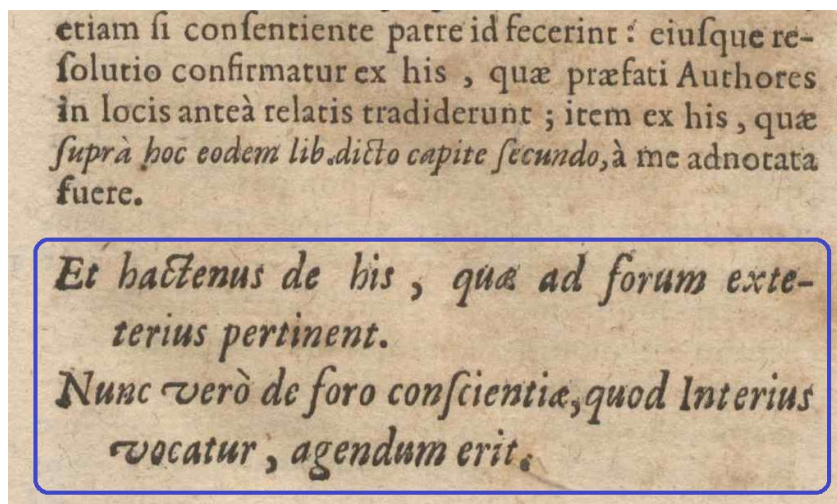 etiam ſi conſentiente patre id fecerint : eiuſque re-
ſolutio confirmatur ex his , quæ præfati Authores
in locis anteà relatis tradiderunt ; item ex his , quæ
ſuprà hoc eodem lib.dicto capite ſecundo, à me adnotata
fuere.
Et hactenus de his , quæ ad forum exte-
terius pertinent.
Nunc verò de foro conſcientiæ, quod Interius
vocatur , agendum erit.